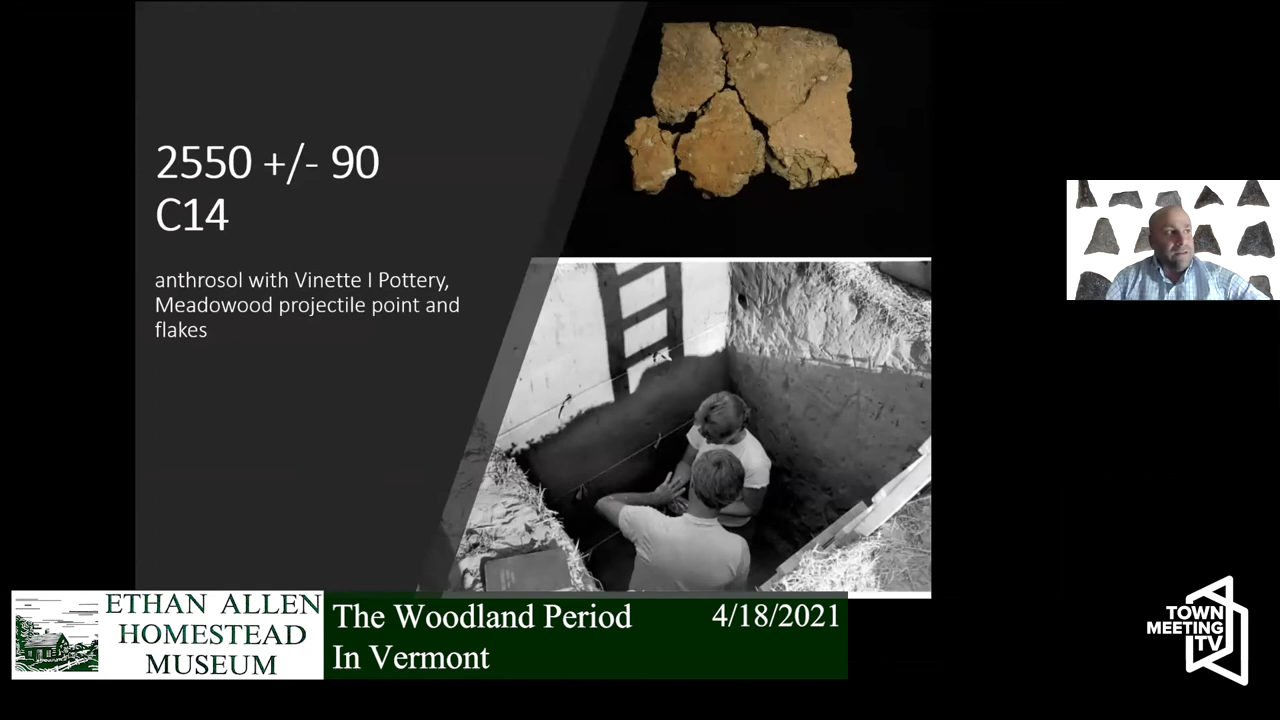 2550 +/- 90
C14
anthrosol with Vinette I Pottery,
Meadowood projectile point and
flakes
ETHAN ALLEN
HOMESTEAD
MUSEUM
The Woodland Period
In Vermont
4/18/2021
TOWN
MEETING
TV